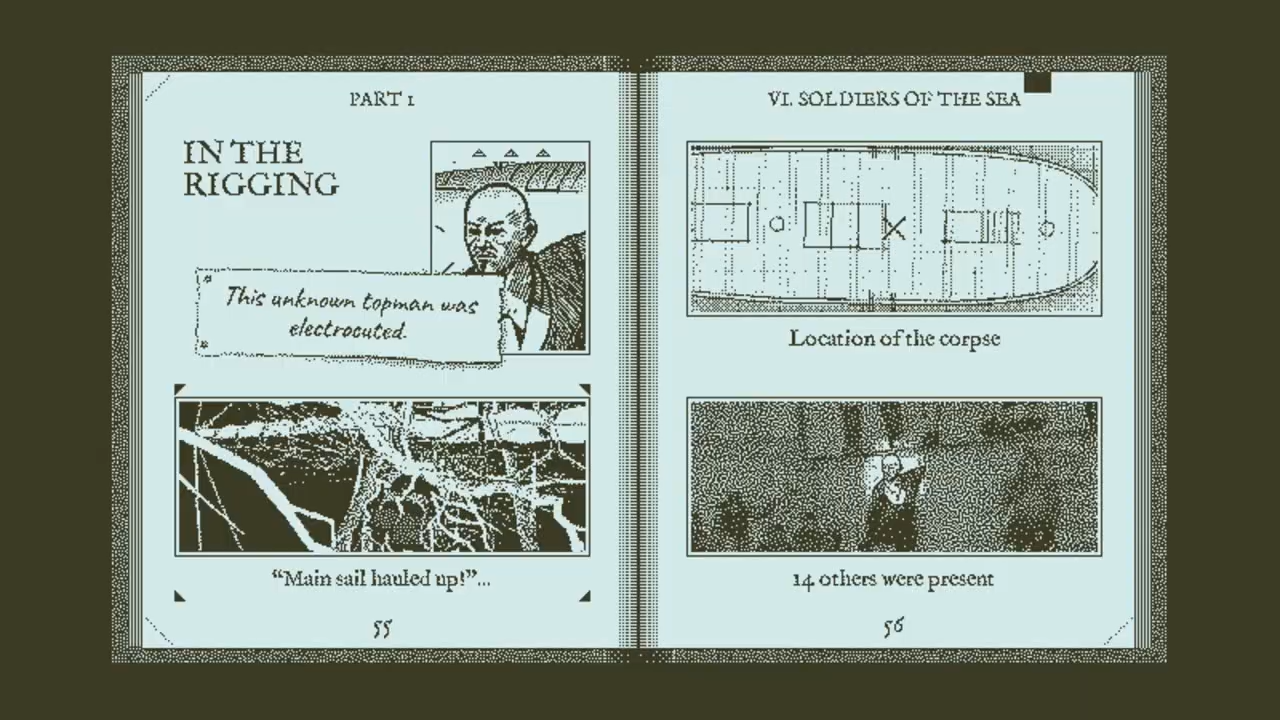 PART 1
IN THE
RIGGING
This unknown topman was
electrocuted.
"Main sail hauled up!"...
55
VI. SOLDIERS OF THE SEA
Location of the corpse
14 others were present
56